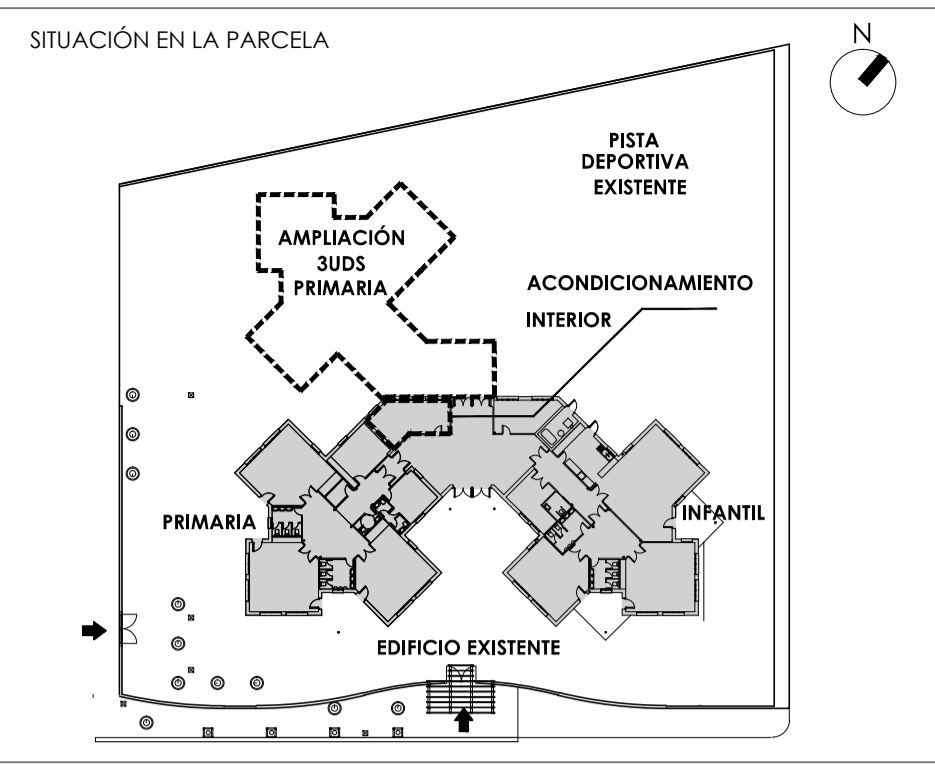 SITUACIÓN EN LA PARCELA
N
PISTA
DEPORTIVA
EXISTENTE
AMPLIACIÓN
3UDS
PRIMARIA
ACONDICIONAMIENTO
INTERIOR
PRIMARIA
INFANTIL
EDIFICIO EXISTENTE